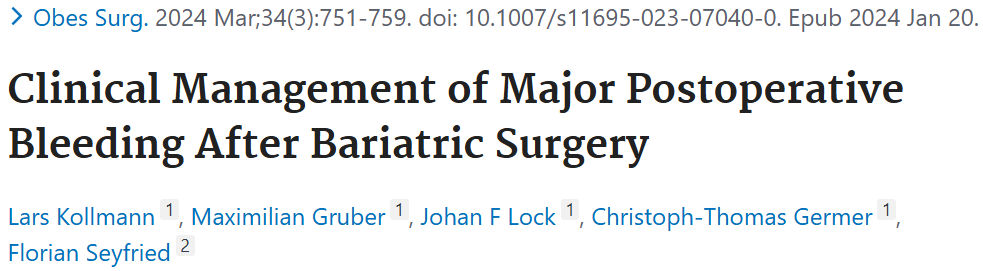 > Obes Surg. 2024 Mar;34(3):751-759. doi: 10.1007/s11695-023-07040-0. Epub 2024 Jan 20.
Clinical Management of Major Postoperative
Bleeding After Bariatric Surgery
Lars Kollmann 1, Maximilian Gruber 1, Johan F Lock 1, Christoph-Thomas Germer 1,
Florian Seyfried 2